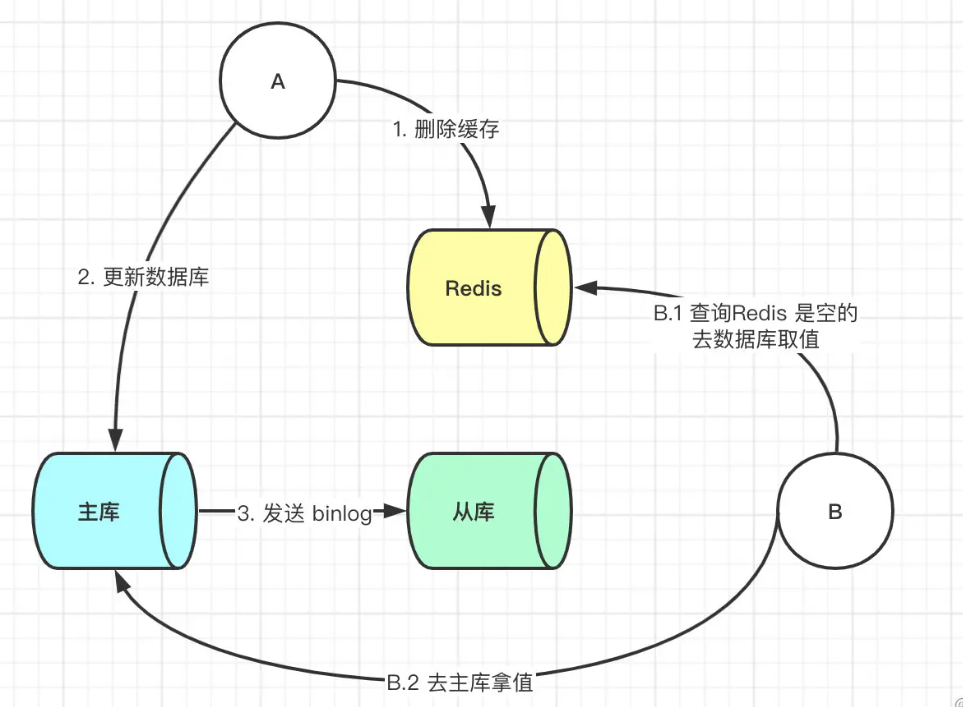 A
1. 删除缓存
2. 更新数据库
Redis
B.1 查询Redis 是空的
去数据库取值
主库
3. 发送 binlog
从库
B
B.2 去主库拿值